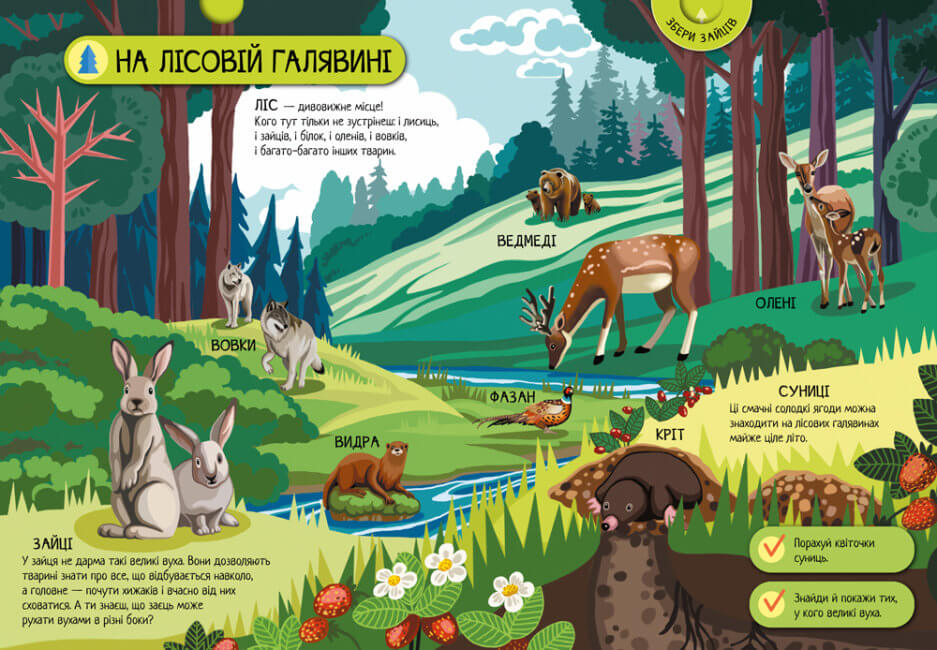 НА ЛІСОВІЙ ГАЛЯВИНІ
ЗБЕРИ ЗАЙЦІВ
ЛІС — дивовижне місце!
Кого тут тільки не зустрінеш: і лисиць,
і зайців, і білок, і оленів, і вовків,
і багато-багато інших тварин.
ВЕДМЕДІ
ОЛЕНІ
ВОВКИ
ФАЗАН
СУНИЦІ
Ці смачні солодкі ягоди можна
знаходити на лісових галявинах
майже ціле літо.
ВИДРА
КРІТ
ЗАЙЦІ
У зайця не дарма такі великі вуха. Вони дозволяють
тварині знати про все, що відбувається навколо,
а головне — почути хижаків і вчасно від них
сховатися. А ти знаєш, що заєць може
рухати вухами в різні боки?
Порахуй квіточки
суниць.
Знайди й покажи тих,
у кого великі вуха.